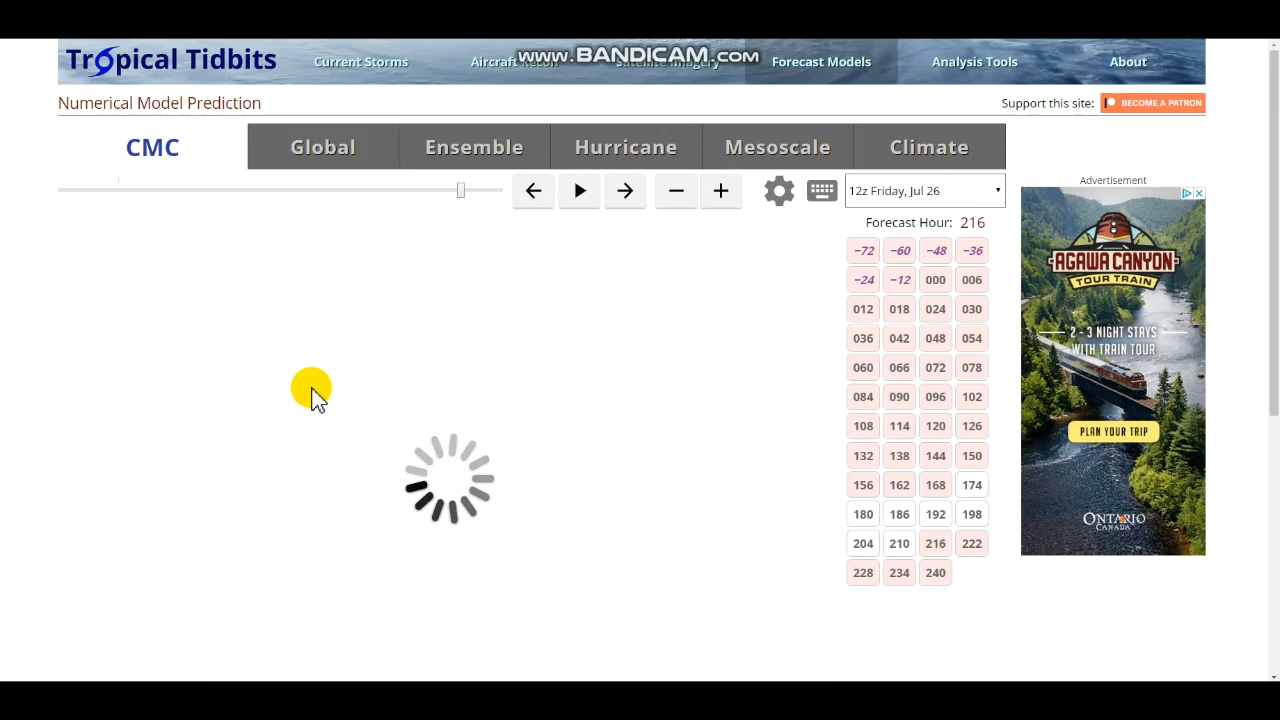 Tropical Tidbits
www.BANDICAM.com
Current Storms
Aircraft Recon
Satellite Imagery
Forecast Models
Analysis Tools
About
Numerical Model Prediction
Support this site:
BECOME A PATRON
CMC
Global
Ensemble
Hurricane
Mesoscale
Climate
12z Friday, Jul 26
Forecast Hour: 216
−72 −60 −48 −36
−24 −12 000 006
012 018 024 030
036 042 048 054
060 066 072 078
084 090 096 102
108 114 120 126
132 138 144 150
156 162 168 174
180 186 192 198
204 210 216 222
228 234 240
Advertisement
AGAWA CANYON
TOUR TRAIN
2 - 3 NIGHT STAYS
WITH TRAIN TOUR
PLAN YOUR TRIP
ONTARIO
CANADA